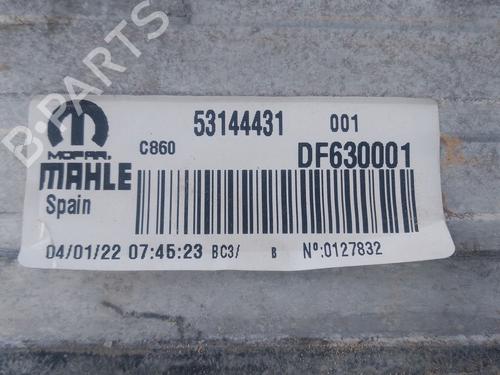 B-PARTS
53144431 001
C860 DF630001
MOPAR
MAHLE
Spain
04/01/22 07:45:23 BC3/ B Nº:0127832